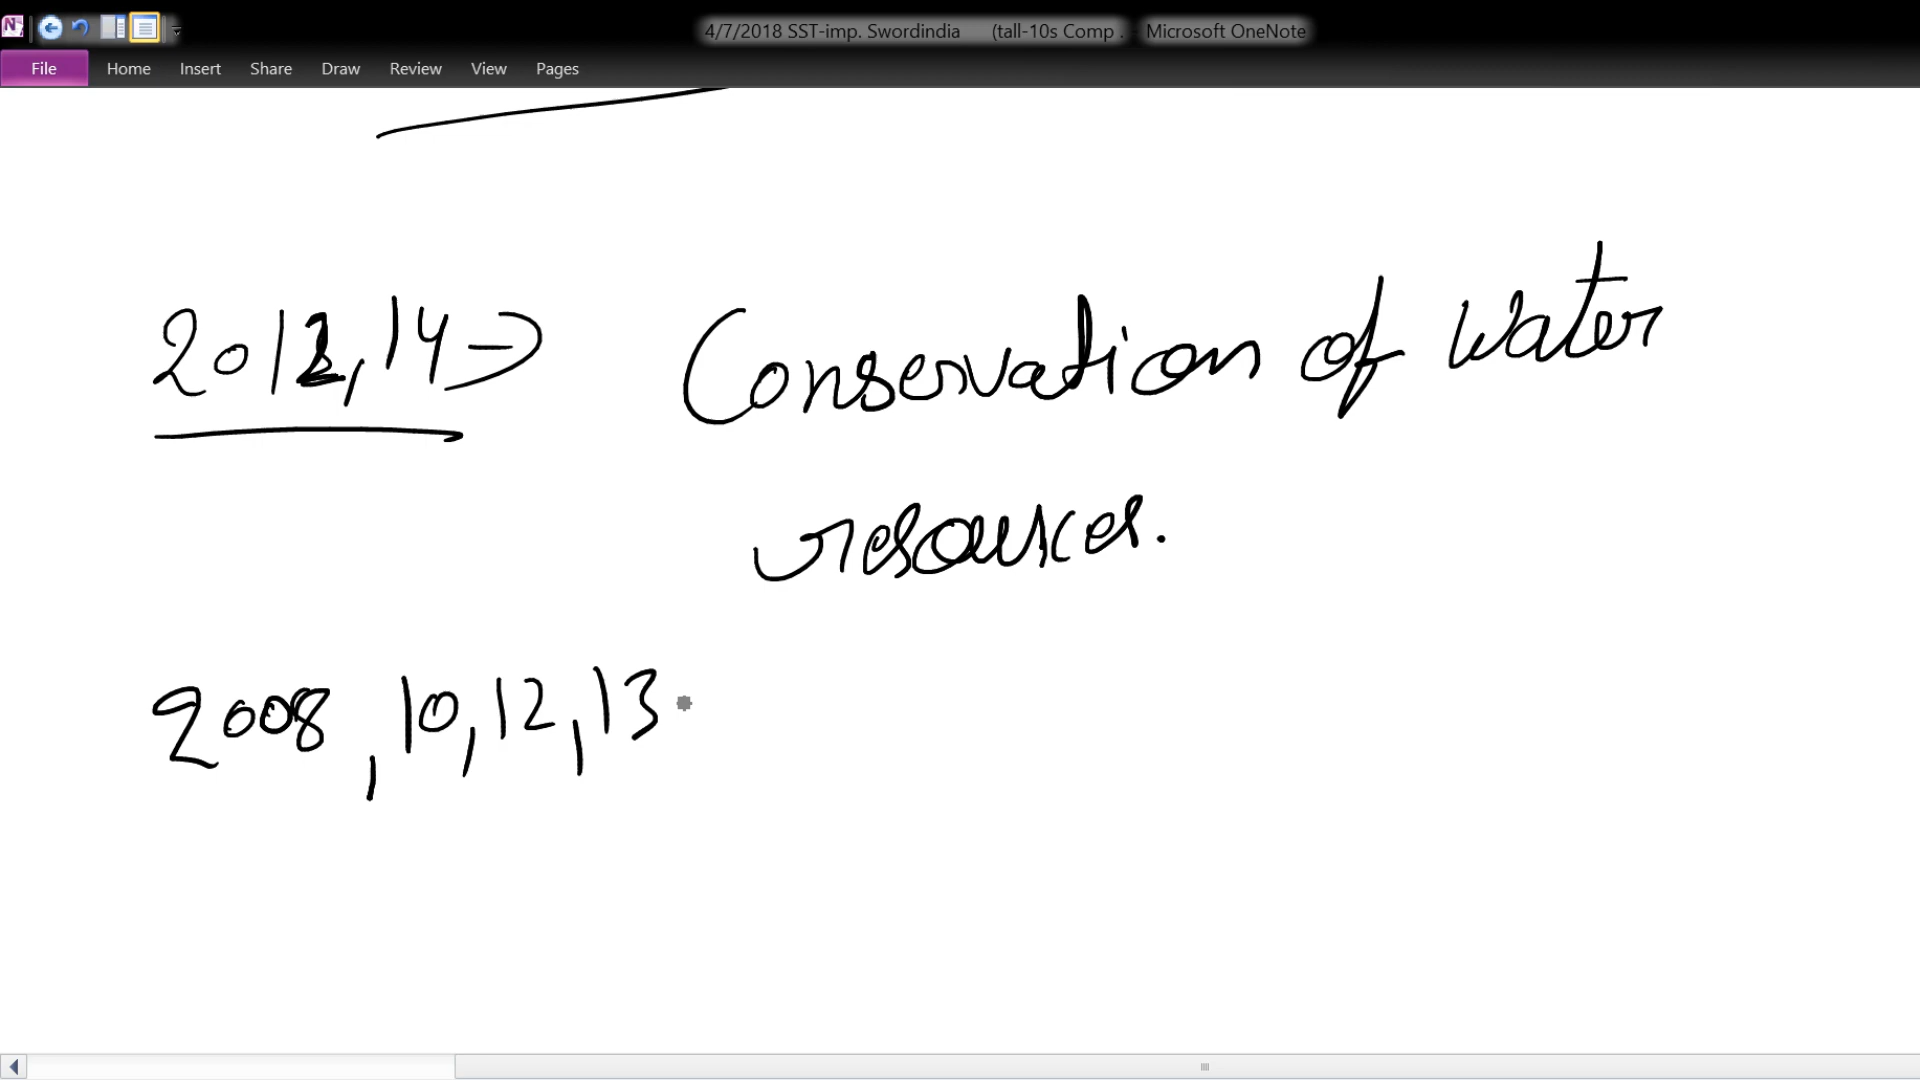 4/7/2018 SST-imp. Swordindia (tall-10s Comp . - Microsoft OneNote
File Home Insert Share Draw Review View Pages
2012, 14 → Conservation of water
resources.
2008, 10, 12, 13